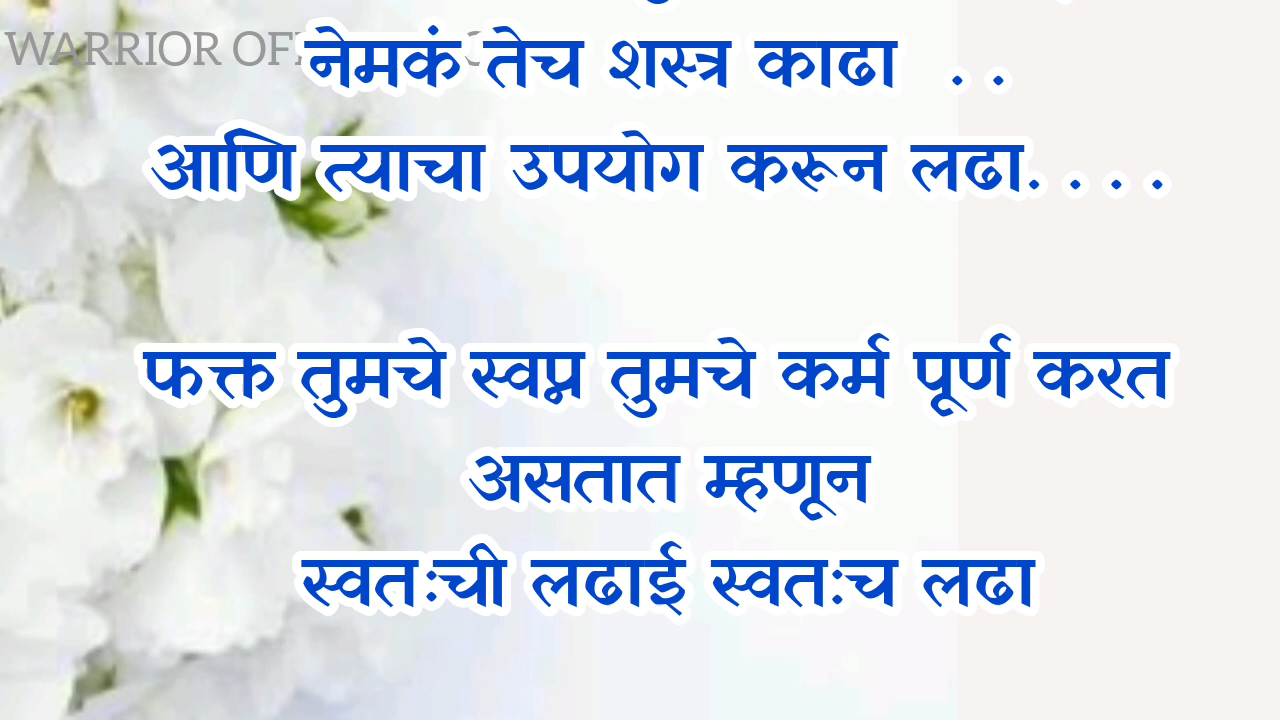 WARRIOR OF
नेमकं तेच शस्त्र काढा . .
आणि त्याचा उपयोग करून लढा. . . .
फक्त तुमचे स्वप्न तुमचे कर्म पूर्ण करत
असतात म्हणून
स्वतःची लढाई स्वतःच लढा